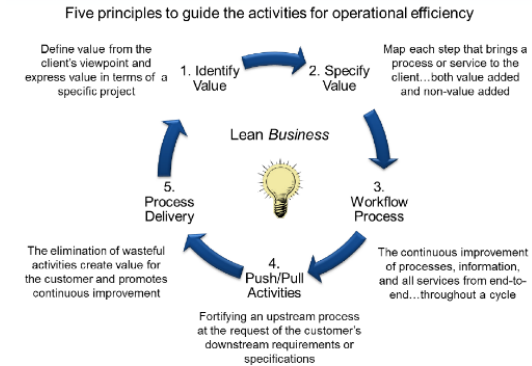 Five principles to guide the activities for operational efficiency
Define value from the
client's viewpoint and
express value in terms of a
specific project
1. Identify
Value
2. Specify
Value
Map each step that brings a
process or service to the
client…both value added
and non-value added
Lean Business
5.
Process
Delivery
3.
Workflow
Process
The elimination of wasteful
activities create value for
the customer and promotes
continuous improvement
4.
Push/Pull
Activities
The continuous improvement
of processes, information,
and all services from end-to-
end…throughout a cycle
Fortifying an upstream process
at the request of the customer's
downstream requirements or
specifications